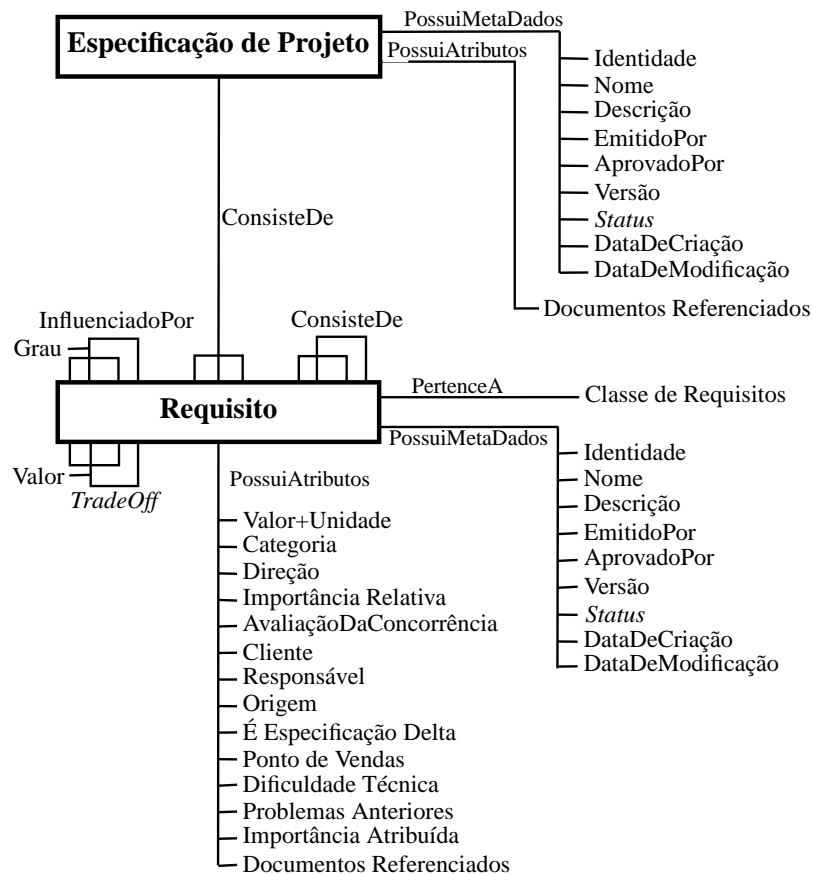 PossuiMetaDados
Especificação de Projeto
PossuiAtributos
Identidade
Nome
Descrição
EmitidoPor
AprovadoPor
Versão
Status
DataDeCriação
DataDeModificação
ConsisteDe
Documentos Referenciados
InfluenciadoPor
ConsisteDe
Grau
Requisito
PertenceA
Classe de Requisitos
PossuiMetaDados
Identidade
Nome
Descrição
EmitidoPor
AprovadoPor
Versão
Status
DataDeCriação
DataDeModificação
Valor
TradeOff
PossuiAtributos
Valor+Unidade
Categoria
Direção
Importância Relativa
AvaliaçãoDaConcorrência
Cliente
Responsável
Origem
É Especificação Delta
Ponto de Vendas
Dificuldade Técnica
Problemas Anteriores
Importância Atribuída
Documentos Referenciados